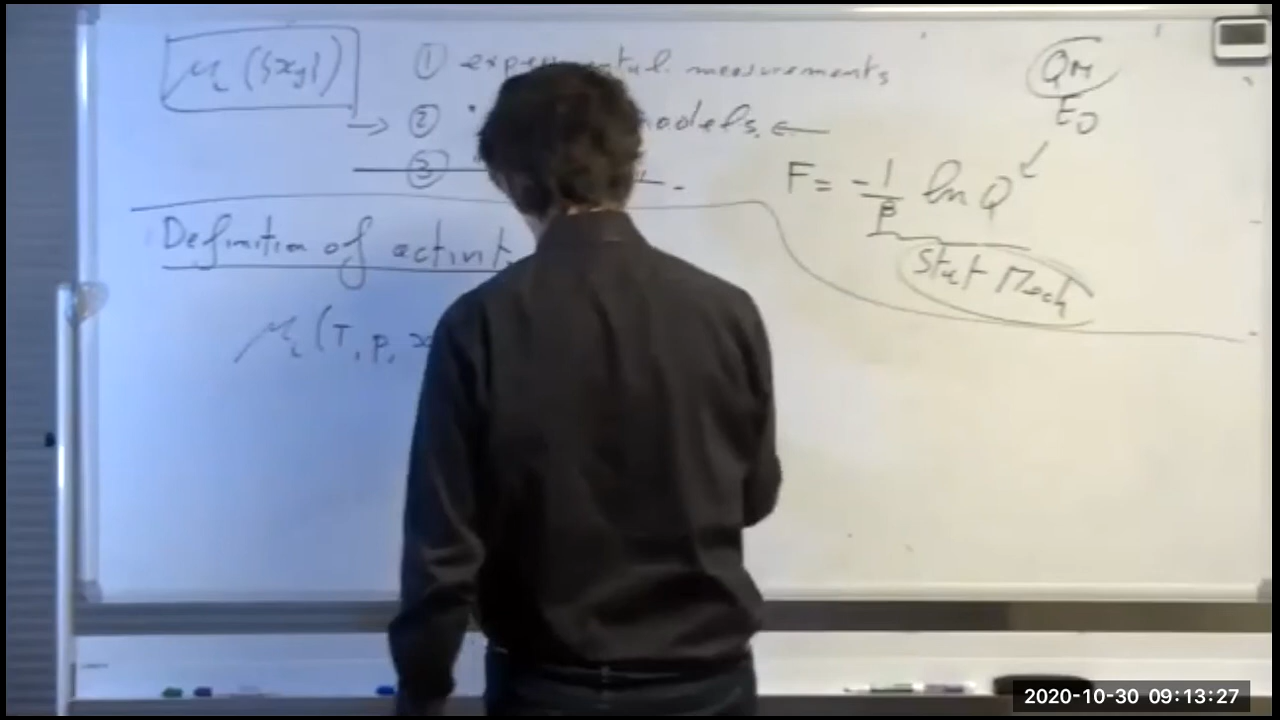 μi ({xj})
① experimental measurements
→ ② models. ←
③
QM
E0
F = -1/β ln Q
Stat Mech
Definition of activit
μi (T, p, x
2020-10-30 09:13:27